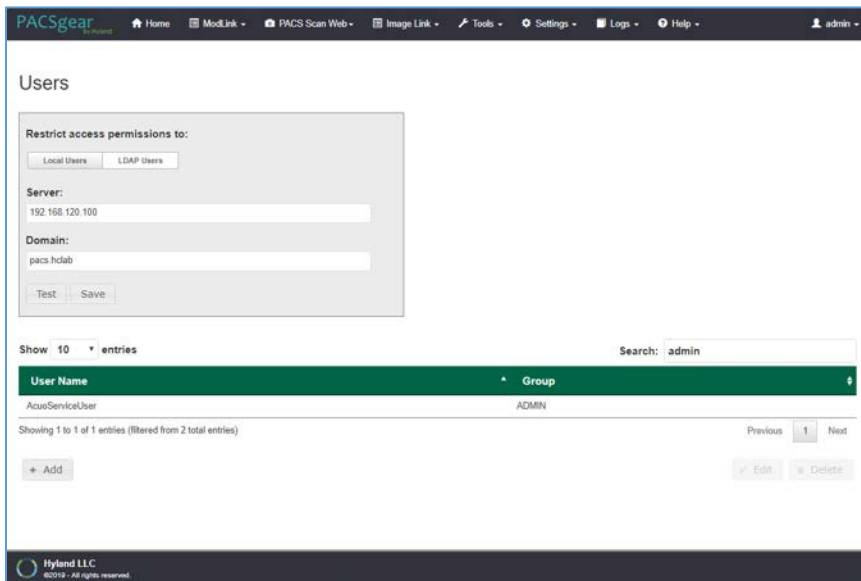 PACSgear Home ModLink PACS Scan Web Image Link Tools Settings Logs Help admin
by Hyland
Users
Restrict access permissions to:
Local Users LDAP Users
Server:
192.168.120.100
Domain:
pacs.hclab
Test Save
Show 10 entries Search: admin
User Name Group
AcuoServiceUser ADMIN
Showing 1 to 1 of 1 entries (filtered from 2 total entries) Previous 1 Next
+ Add Edit Delete
Hyland LLC
©2019 - All rights reserved.